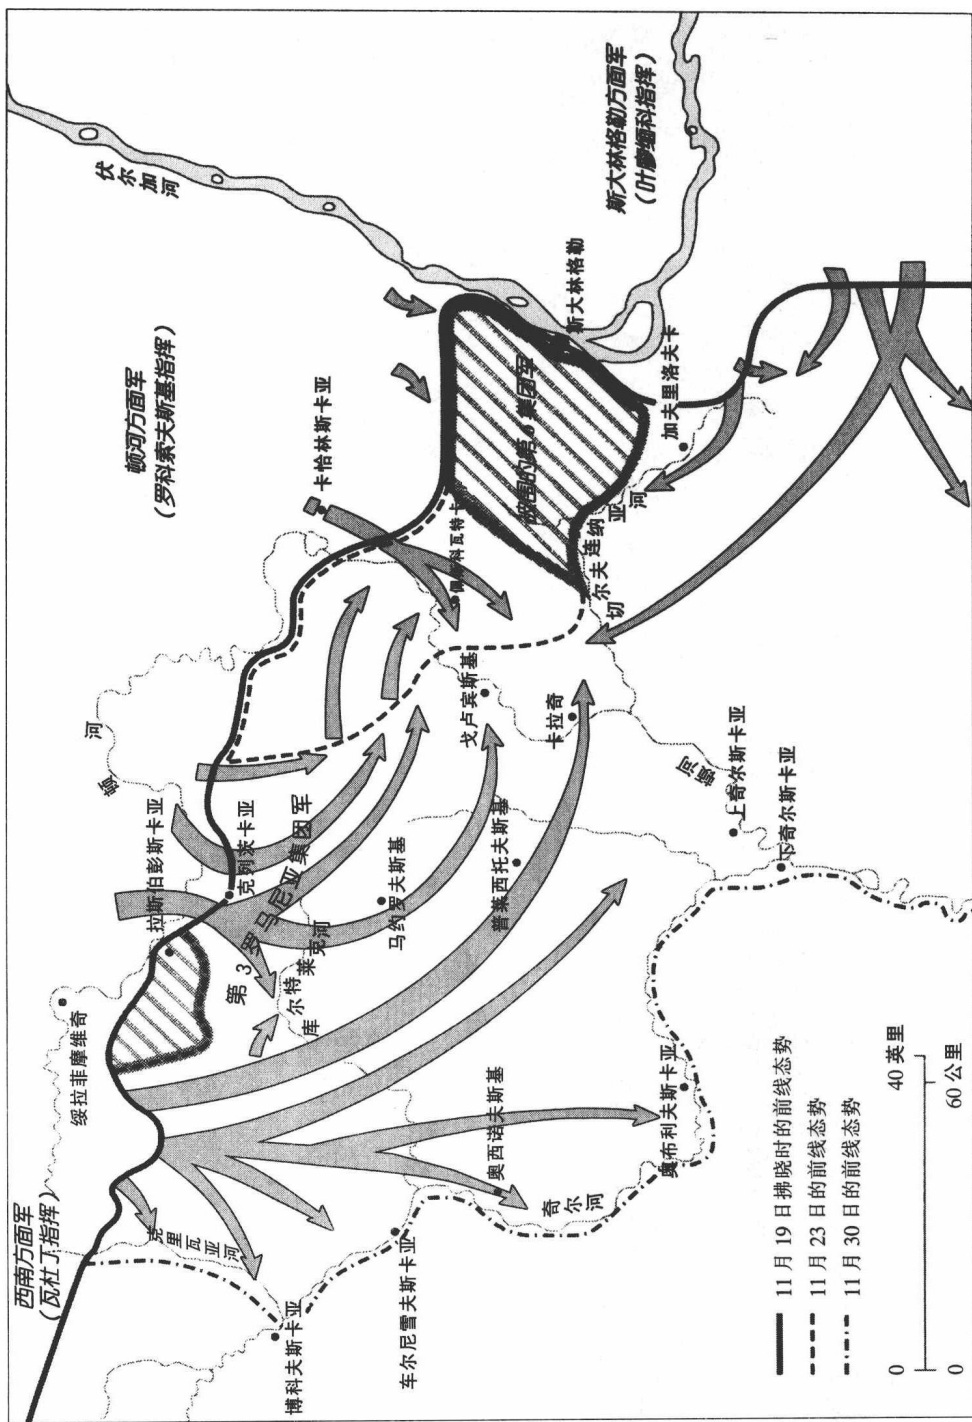 西南方面军
（瓦杜丁指挥）
顿河方面军
（罗科索夫斯基指挥）
斯大林格勒方面军
（叶廖缅科指挥）
伏尔加河
绥拉菲摩维奇
拉斯伯彭斯卡亚
克列茨卡亚
顿
河
卡恰林斯卡亚
第3罗马尼亚集团军
克里瓦亚河
库尔特莱克河
马约罗夫斯基
戈卢宾斯基
被围的第6集团军
斯大林格勒
博科夫斯卡亚
车尔尼雪夫斯卡亚
奥西诺夫斯基
普莱西托夫斯基
卡拉奇
切尔夫连纳亚河
加夫里洛夫卡
奇尔河
奥布利夫斯卡亚
顿河
上奇尔斯卡亚
下奇尔斯卡亚
11月19日拂晓时的前线态势
11月23日的前线态势
11月30日的前线态势
0 40 英里
0 60 公里